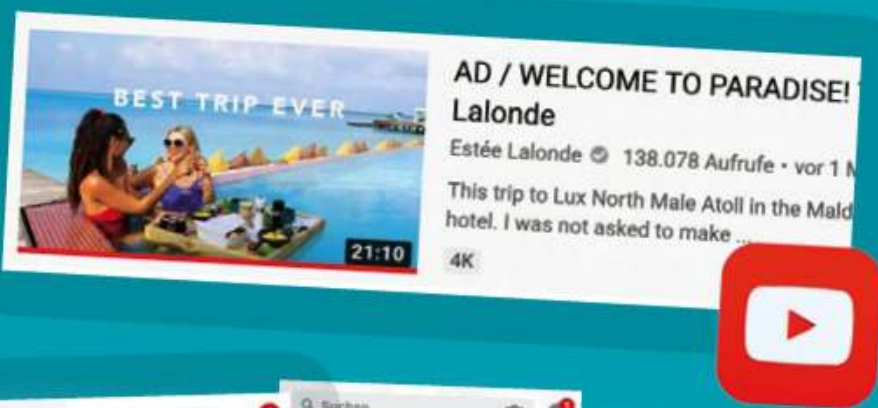 BEST TRIP EVER
21:10
AD / WELCOME TO PARADISE!
Lalonde
Estée Lalonde 138.078 Aufrufe • vor 1 M
This trip to Lux North Male Atoll in the Mald
hotel. I was not asked to make ...
4K
Suchen